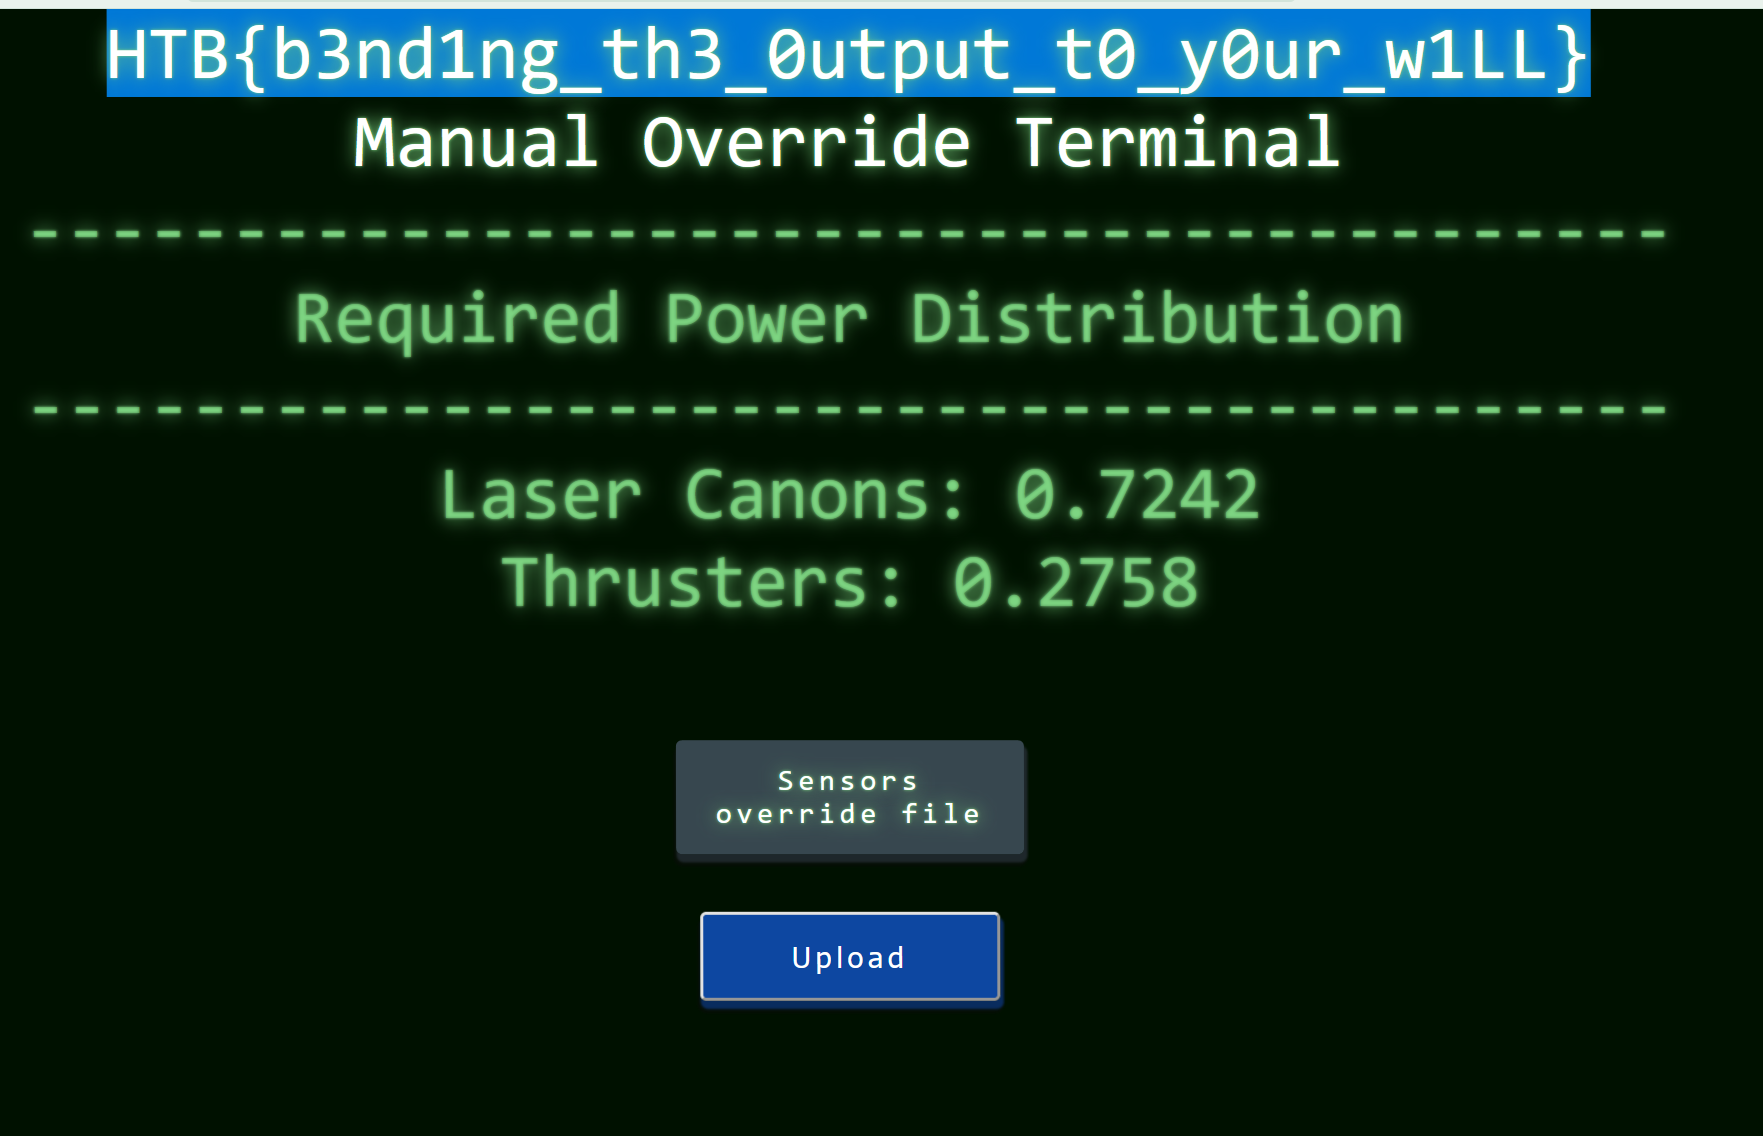 HTB{b3nd1ng_th3_0utput_t0_y0ur_w1LL}
Manual Override Terminal
----------------------------------------
Required Power Distribution
----------------------------------------
Laser Canons: 0.7242
Thrusters: 0.2758
Sensors
override file
Upload